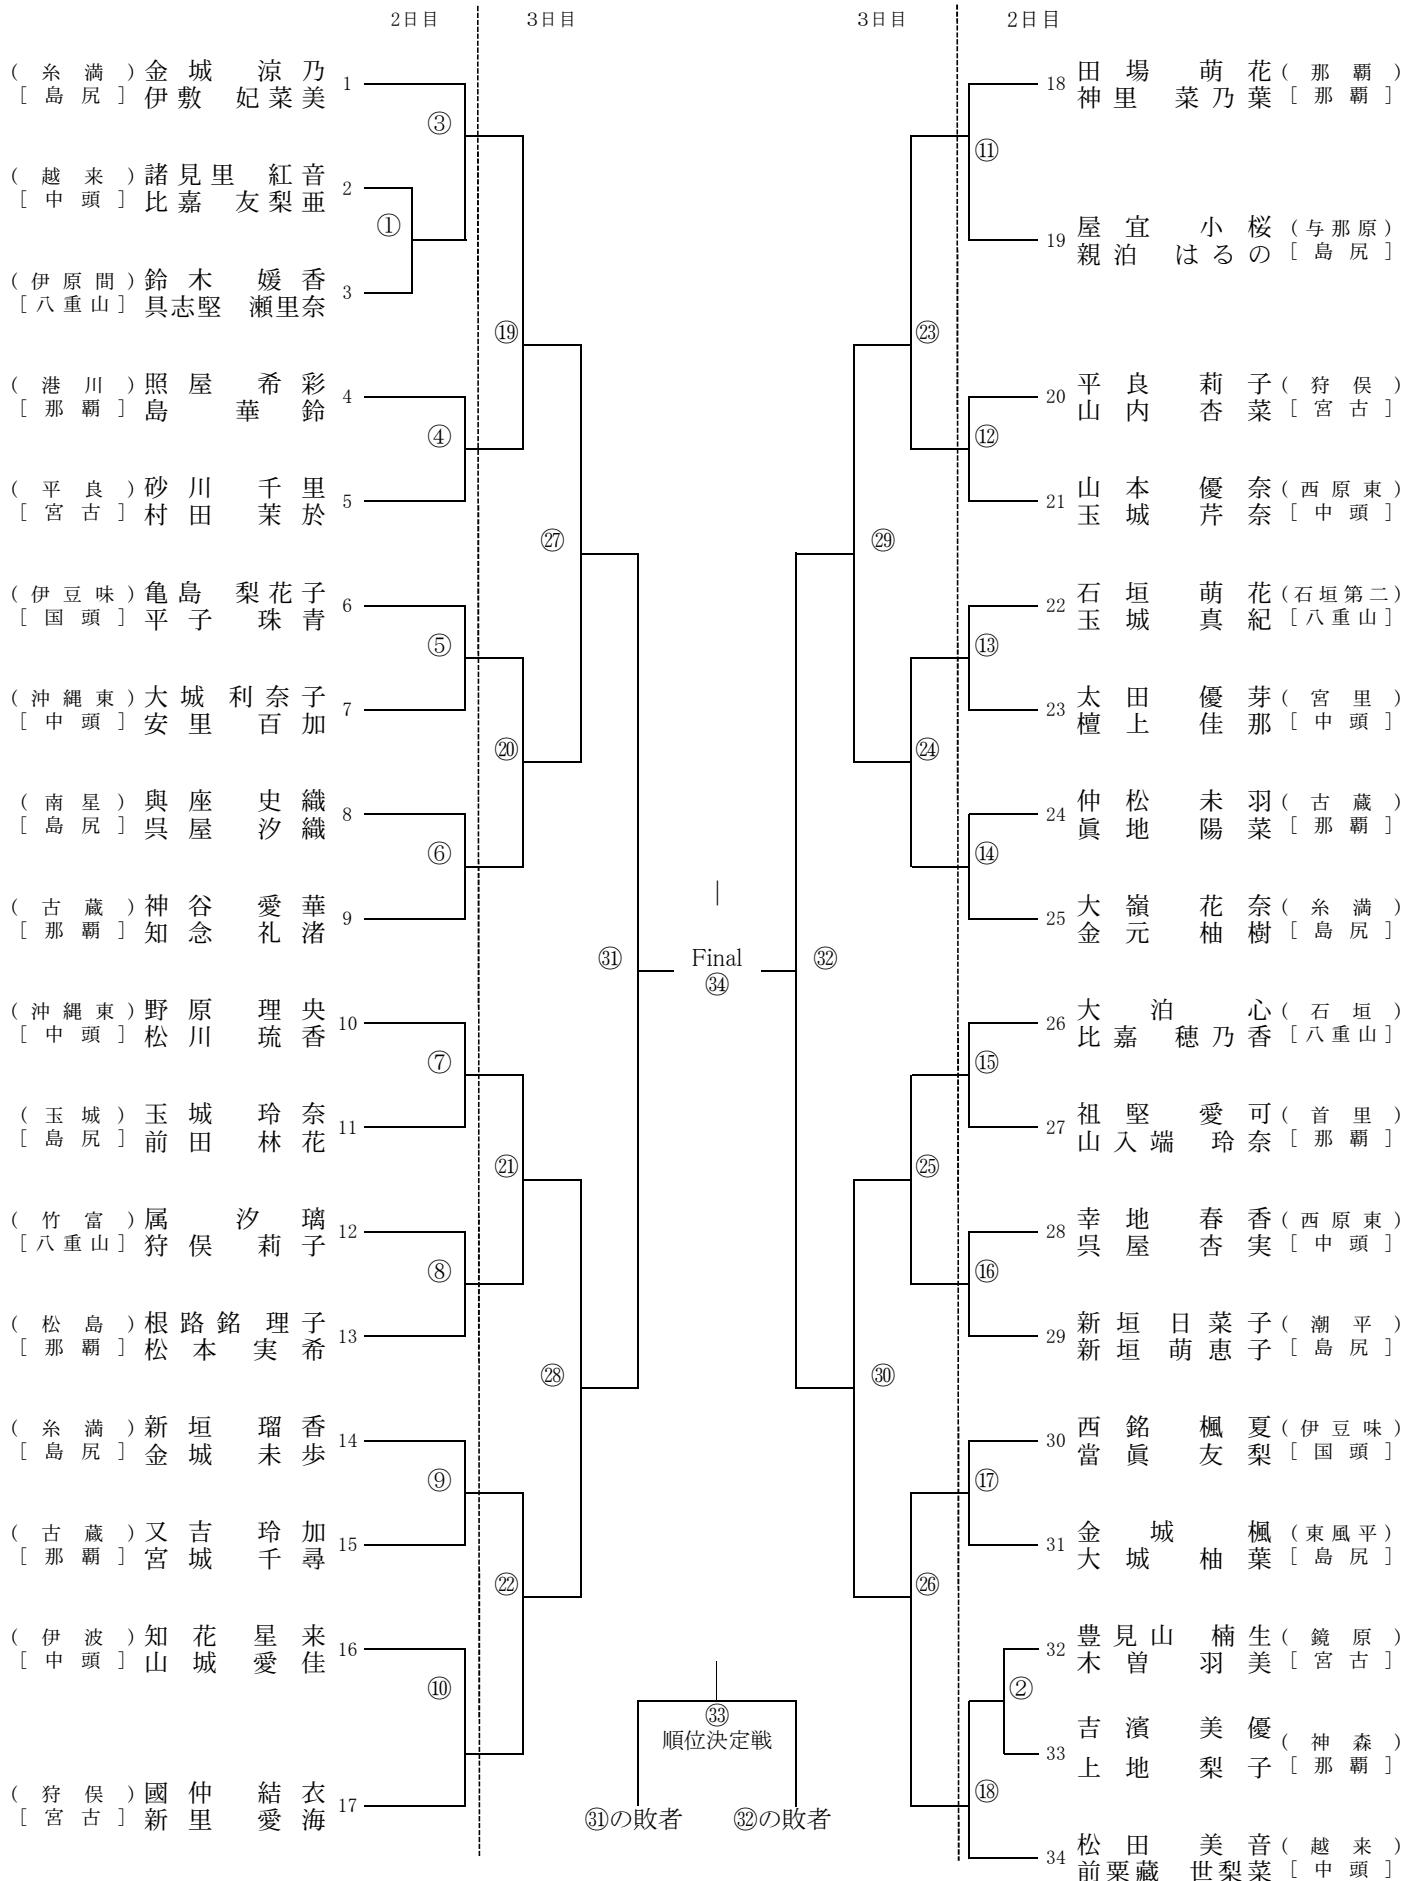 2日目 3日目 3日目 2日目
(糸満) 金城 涼乃 1
[島尻] 伊敷 妃菜美
③
(越来) 諸見里 紅音 2
[中頭] 比嘉 友梨亜
①
(伊原間) 鈴木 媛香 3
[八重山] 具志堅 瀬里奈
⑲
(港川) 照屋 希彩 4
[那覇] 島 華鈴
④
(平良) 砂川 千里 5
[宮古] 村田 茉於
㉗
(伊豆味) 亀島 梨花子 6
[国頭] 平子 珠青
⑤
(沖縄東) 大城 利奈子 7
[中頭] 安里 百加
⑳
(南星) 與座 史織 8
[島尻] 呉屋 汐織
⑥
(古蔵) 神谷 愛華 9
[那覇] 知念 礼渚
㉛
(沖縄東) 野原 理央 10
[中頭] 松川 琉香
⑦
(玉城) 玉城 玲奈 11
[島尻] 前田 林花
㉑
(竹富) 属 汐璃 12
[八重山] 狩俣 莉子
⑧
(松島) 根路銘 理子 13
[那覇] 松本 実希
㉘
(糸満) 新垣 瑠香 14
[島尻] 金城 未歩
⑨
(古蔵) 又吉 玲加 15
[那覇] 宮城 千尋
㉒
(伊波) 知花 星来 16
[中頭] 山城 愛佳
⑩
(狩俣) 國仲 結衣 17
[宮古] 新里 愛海
Final
㉞
㉝
順位決定戦
㉛の敗者 ㉜の敗者
18 田場 萌花 (那覇)
神里 菜乃葉 [那覇]
⑪
19 屋宜 小桜 (与那原)
親泊 はるの [島尻]
㉓
20 平良 莉子 (狩俣)
山内 杏菜 [宮古]
⑫
21 山本 優奈 (西原東)
玉城 芹奈 [中頭]
㉙
22 石垣 萌花 (石垣第二)
玉城 真紀 [八重山]
⑬
23 太田 優芽 (宮里)
檀上 佳那 [中頭]
㉔
24 仲松 未羽 (古蔵)
眞地 陽菜 [那覇]
⑭
25 大嶺 花奈 (糸満)
金元 柚樹 [島尻]
㉜
26 大泊 心 (石垣)
比嘉 穂乃香 [八重山]
⑮
27 祖堅 愛可 (首里)
山入端 玲奈 [那覇]
㉕
28 幸地 春香 (西原東)
呉屋 杏実 [中頭]
⑯
29 新垣 日菜子 (潮平)
新垣 萌恵子 [島尻]
㉚
30 西銘 楓夏 (伊豆味)
當眞 友梨 [国頭]
⑰
31 金城 楓 (東風平)
大城 柚葉 [島尻]
㉖
32 豊見山 楠生 (鏡原)
木曽 羽美 [宮古]
②
33 吉濱 美優 (神森)
上地 梨子 [那覇]
⑱
34 松田 美音 (越来)
前粟藏 世梨菜 [中頭]